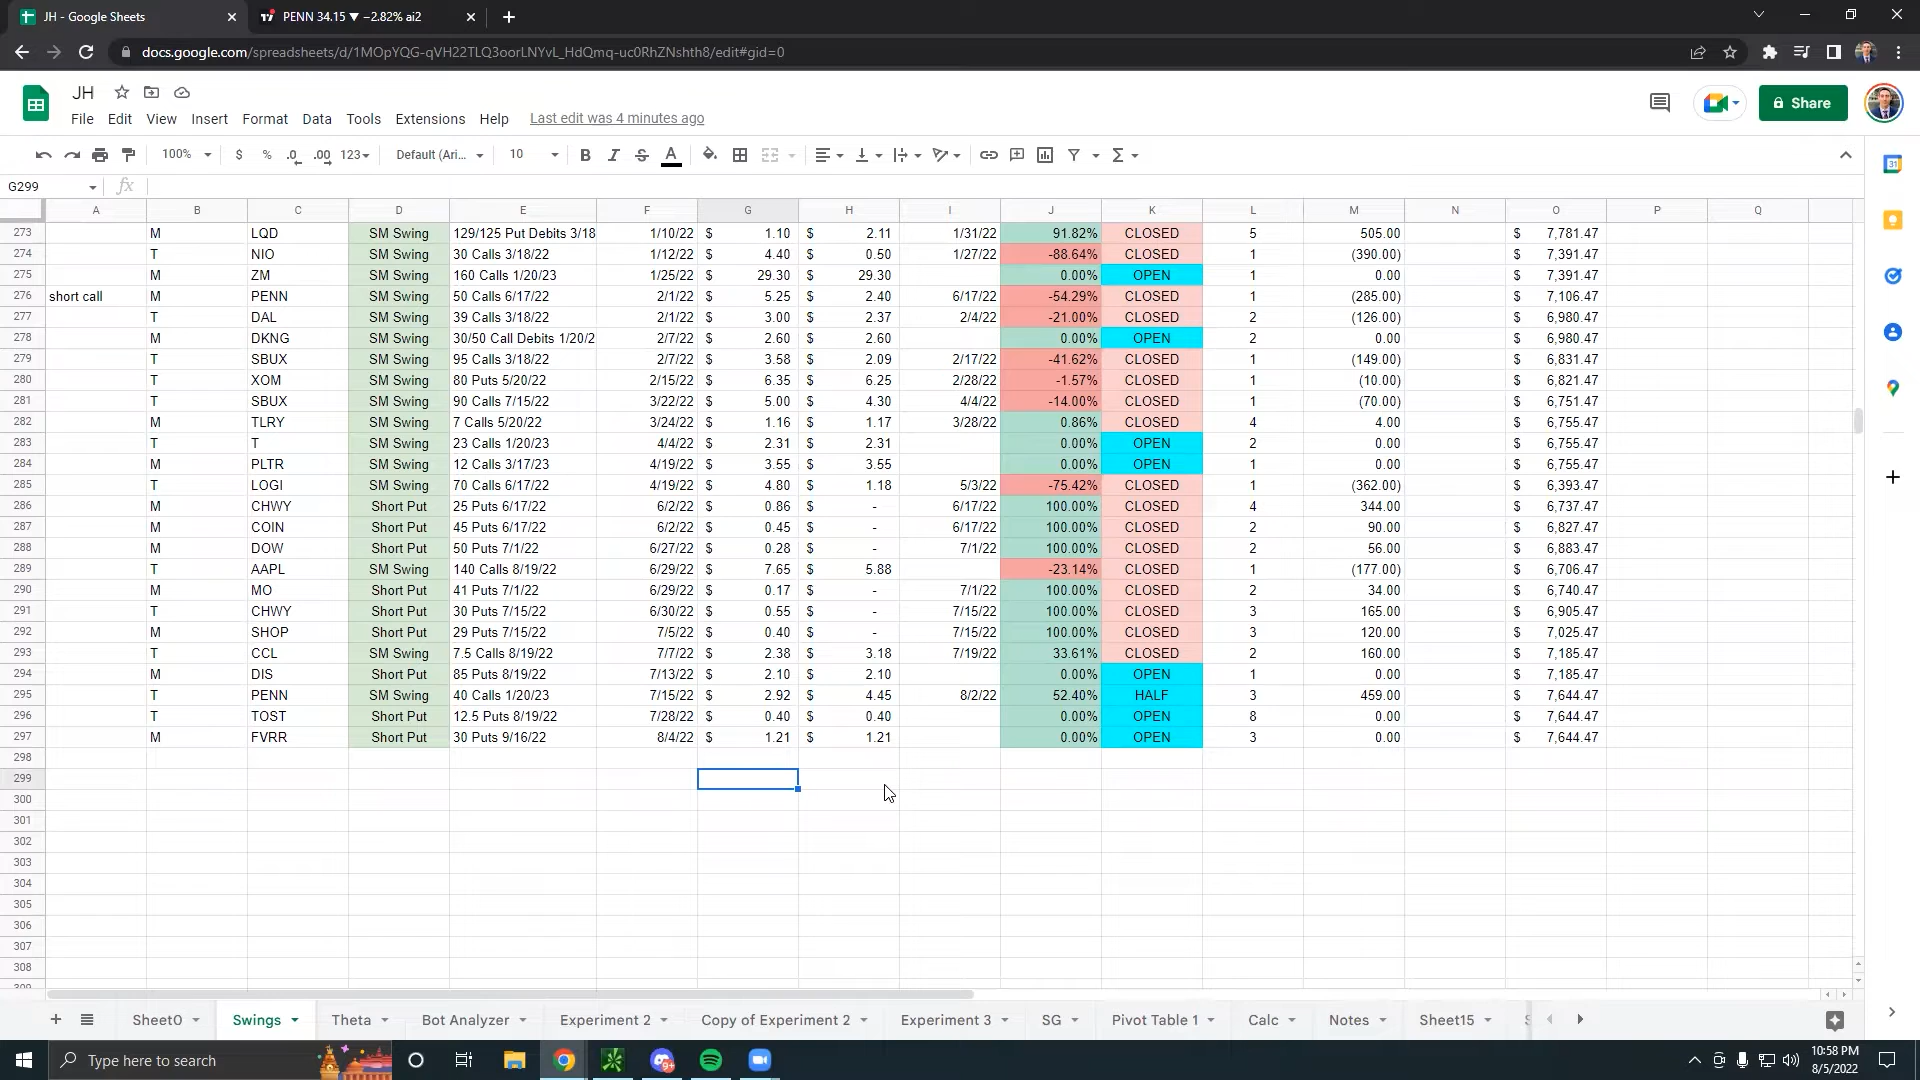 JH - Google Sheets
PENN 34.15 ▼ −2.82% ai2
docs.google.com/spreadsheets/d/1MOpYQG-qVH22TLQ3oorLNYvL_HdQmq-uc0RhZNshth8/edit#gid=0
JH
File Edit View Insert Format Data Tools Extensions Help Last edit was 4 minutes ago
Share
100% $ % .0 .00 123 Default (Ari... 10 B I S A
G299 fx
A B C D E F G H I J K L M N O P Q
273 M LQD SM Swing 129/125 Put Debits 3/18 1/10/22 $ 1.10 $ 2.11 1/31/22 91.82% CLOSED 5 505.00 $ 7,781.47
274 T NIO SM Swing 30 Calls 3/18/22 1/12/22 $ 4.40 $ 0.50 1/27/22 -88.64% CLOSED 1 (390.00) $ 7,391.47
275 M ZM SM Swing 160 Calls 1/20/23 1/25/22 $ 29.30 $ 29.30 0.00% OPEN 1 0.00 $ 7,391.47
276 short call M PENN SM Swing 50 Calls 6/17/22 2/1/22 $ 5.25 $ 2.40 6/17/22 -54.29% CLOSED 1 (285.00) $ 7,106.47
277 T DAL SM Swing 39 Calls 3/18/22 2/1/22 $ 3.00 $ 2.37 2/4/22 -21.00% CLOSED 2 (126.00) $ 6,980.47
278 M DKNG SM Swing 30/50 Call Debits 1/20/2 2/7/22 $ 2.60 $ 2.60 0.00% OPEN 2 0.00 $ 6,980.47
279 T SBUX SM Swing 95 Calls 3/18/22 2/7/22 $ 3.58 $ 2.09 2/17/22 -41.62% CLOSED 1 (149.00) $ 6,831.47
280 T XOM SM Swing 80 Puts 5/20/22 2/15/22 $ 6.35 $ 6.25 2/28/22 -1.57% CLOSED 1 (10.00) $ 6,821.47
281 T SBUX SM Swing 90 Calls 7/15/22 3/22/22 $ 5.00 $ 4.30 4/4/22 -14.00% CLOSED 1 (70.00) $ 6,751.47
282 M TLRY SM Swing 7 Calls 5/20/22 3/24/22 $ 1.16 $ 1.17 3/28/22 0.86% CLOSED 4 4.00 $ 6,755.47
283 T T SM Swing 23 Calls 1/20/23 4/4/22 $ 2.31 $ 2.31 0.00% OPEN 2 0.00 $ 6,755.47
284 M PLTR SM Swing 12 Calls 3/17/23 4/19/22 $ 3.55 $ 3.55 0.00% OPEN 1 0.00 $ 6,755.47
285 T LOGI SM Swing 70 Calls 6/17/22 4/19/22 $ 4.80 $ 1.18 5/3/22 -75.42% CLOSED 1 (362.00) $ 6,393.47
286 M CHWY Short Put 25 Puts 6/17/22 6/2/22 $ 0.86 $ - 6/17/22 100.00% CLOSED 4 344.00 $ 6,737.47
287 M COIN Short Put 45 Puts 6/17/22 6/2/22 $ 0.45 $ - 6/17/22 100.00% CLOSED 2 90.00 $ 6,827.47
288 M DOW Short Put 50 Puts 7/1/22 6/27/22 $ 0.28 $ - 7/1/22 100.00% CLOSED 2 56.00 $ 6,883.47
289 T AAPL SM Swing 140 Calls 8/19/22 6/29/22 $ 7.65 $ 5.88 -23.14% CLOSED 1 (177.00) $ 6,706.47
290 M MO Short Put 41 Puts 7/1/22 6/29/22 $ 0.17 $ - 7/1/22 100.00% CLOSED 2 34.00 $ 6,740.47
291 T CHWY Short Put 30 Puts 7/15/22 6/30/22 $ 0.55 $ - 7/15/22 100.00% CLOSED 3 165.00 $ 6,905.47
292 M SHOP Short Put 29 Puts 7/15/22 7/5/22 $ 0.40 $ - 7/15/22 100.00% CLOSED 3 120.00 $ 7,025.47
293 T CCL SM Swing 7.5 Calls 8/19/22 7/7/22 $ 2.38 $ 3.18 7/19/22 33.61% CLOSED 2 160.00 $ 7,185.47
294 M DIS Short Put 85 Puts 8/19/22 7/13/22 $ 2.10 $ 2.10 0.00% OPEN 1 0.00 $ 7,185.47
295 T PENN SM Swing 40 Calls 1/20/23 7/15/22 $ 2.92 $ 4.45 8/2/22 52.40% HALF 3 459.00 $ 7,644.47
296 T TOST Short Put 12.5 Puts 8/19/22 7/28/22 $ 0.40 $ 0.40 0.00% OPEN 8 0.00 $ 7,644.47
297 M FVRR Short Put 30 Puts 9/16/22 8/4/22 $ 1.21 $ 1.21 0.00% OPEN 3 0.00 $ 7,644.47
298
299
300
301
302
303
304
305
306
307
308
Sheet0 Swings Theta Bot Analyzer Experiment 2 Copy of Experiment 2 Experiment 3 SG Pivot Table 1 Calc Notes Sheet15
Type here to search
10:58 PM
8/5/2022